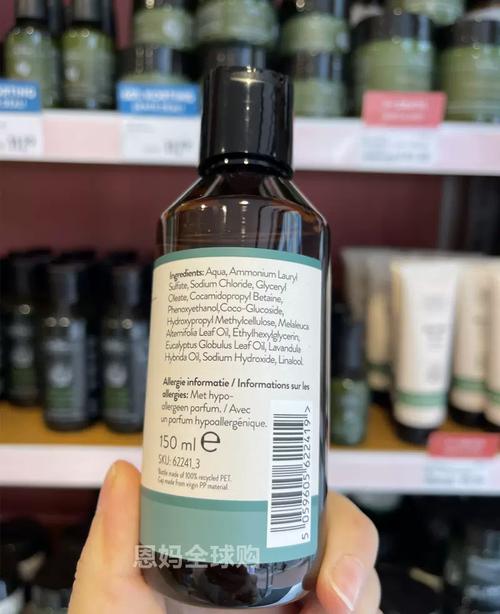 Ingredients: Aqua, Ammonium Lauryl
Sulfate, Sodium Chloride, Glyceryl
Oleate, Cocamidopropyl Betaine,
Phenoxyethanol,Coco-Glucoside,
Hydroxypropyl Methylcellulose, Melaleuca
Alternifolia Leaf Oil, Ethylhexylglycerin,
Eucalyptus Globulus Leaf Oil, Lavandula
Hybrida Oil, Sodium Hydroxide, Linalool.
Allergie informatie / Informations sur les
allergies: Met hypo-
allergeen parfum. / Avec
un parfum hypoallergénique.
150 ml e
SKU: 62241_3
Bottle made of 100% recycled PET.
Cap made from virgin PP material.
5 059605 622419 >
恩妈全球购